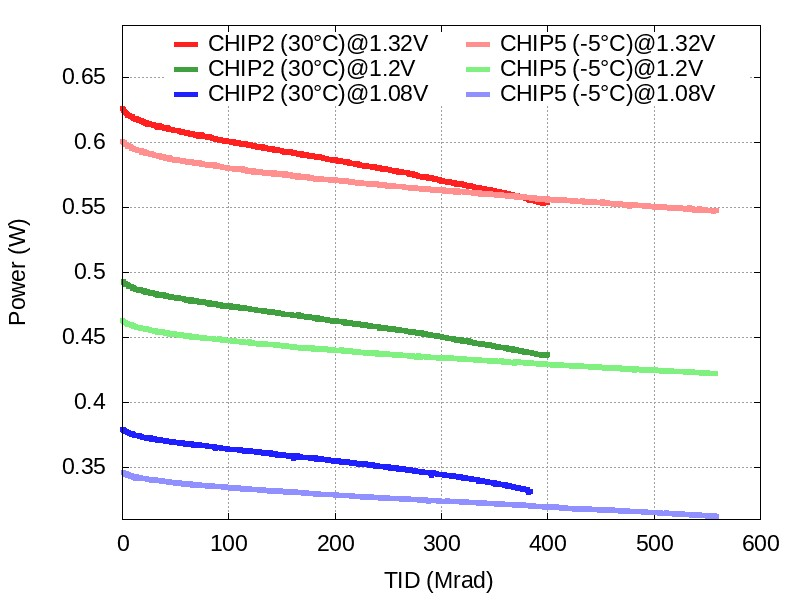 CHIP2 (30°C)@1.32V CHIP5 (-5°C)@1.32V
CHIP2 (30°C)@1.2V CHIP5 (-5°C)@1.2V
CHIP2 (30°C)@1.08V CHIP5 (-5°C)@1.08V
0.65
0.6
0.55
0.5
0.45
0.4
0.35
Power (W)
0 100 200 300 400 500 600
TID (Mrad)